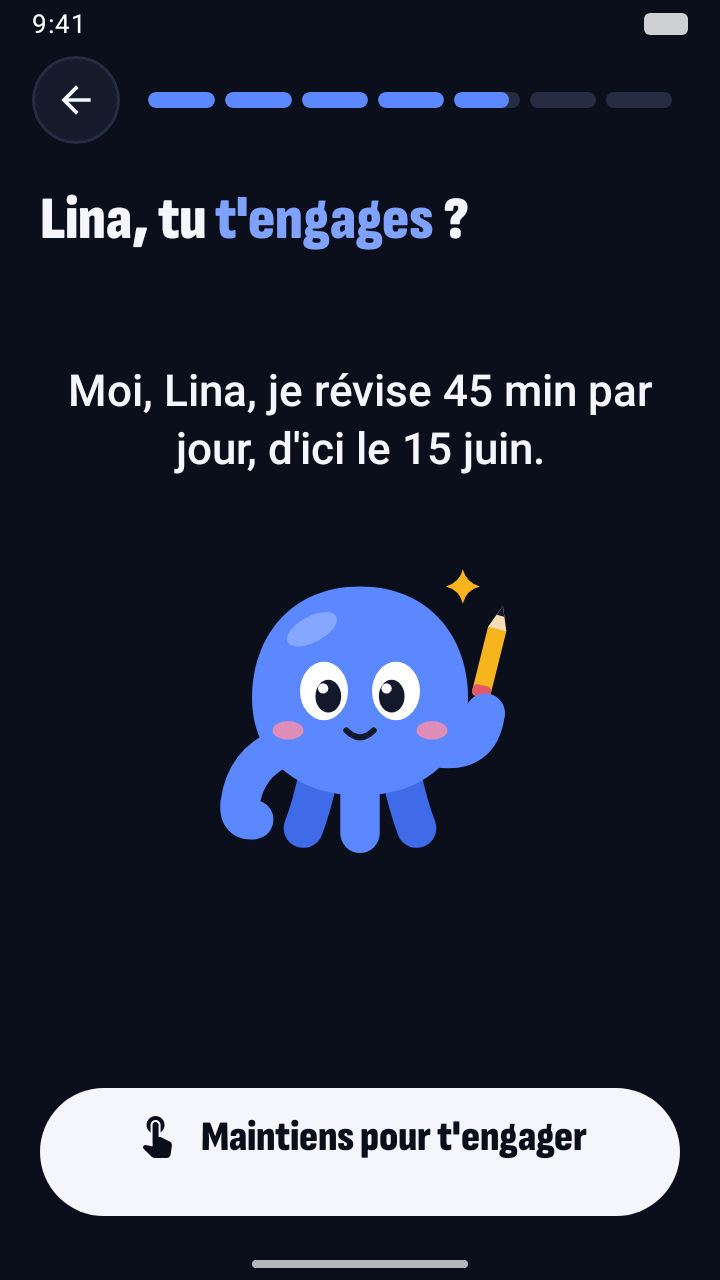 9:41
Lina, tu t'engages ?
Moi, Lina, je révise 45 min par
jour, d'ici le 15 juin.
Maintiens pour t'engager